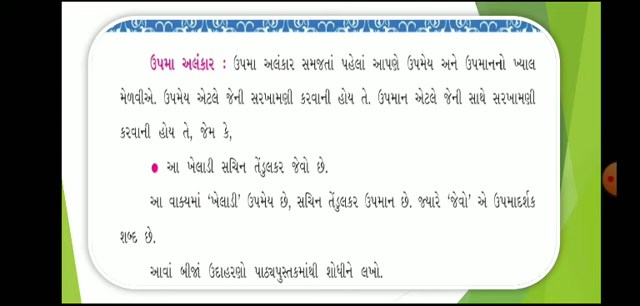 ઉપમા અલંકાર : ઉપમા અલંકાર સમજતાં પહેલાં આપણે ઉપમેય અને ઉપમાનનો ખ્યાલ
મેળવીએ. ઉપમેય એટલે જેની સરખામણી કરવાની હોય તે. ઉપમાન એટલે જેની સાથે સરખામણી
કરવાની હોય તે, જેમ કે,
● આ ખેલાડી સચિન તેંડુલકર જેવો છે.
આ વાક્યમાં ‘ખેલાડી’ ઉપમેય છે, સચિન તેંડુલકર ઉપમાન છે. જ્યારે ‘જેવો’ એ ઉપમાદર્શક
શબ્દ છે.
આવાં બીજાં ઉદાહરણો પાઠ્યપુસ્તકમાંથી શોધીને લખો.